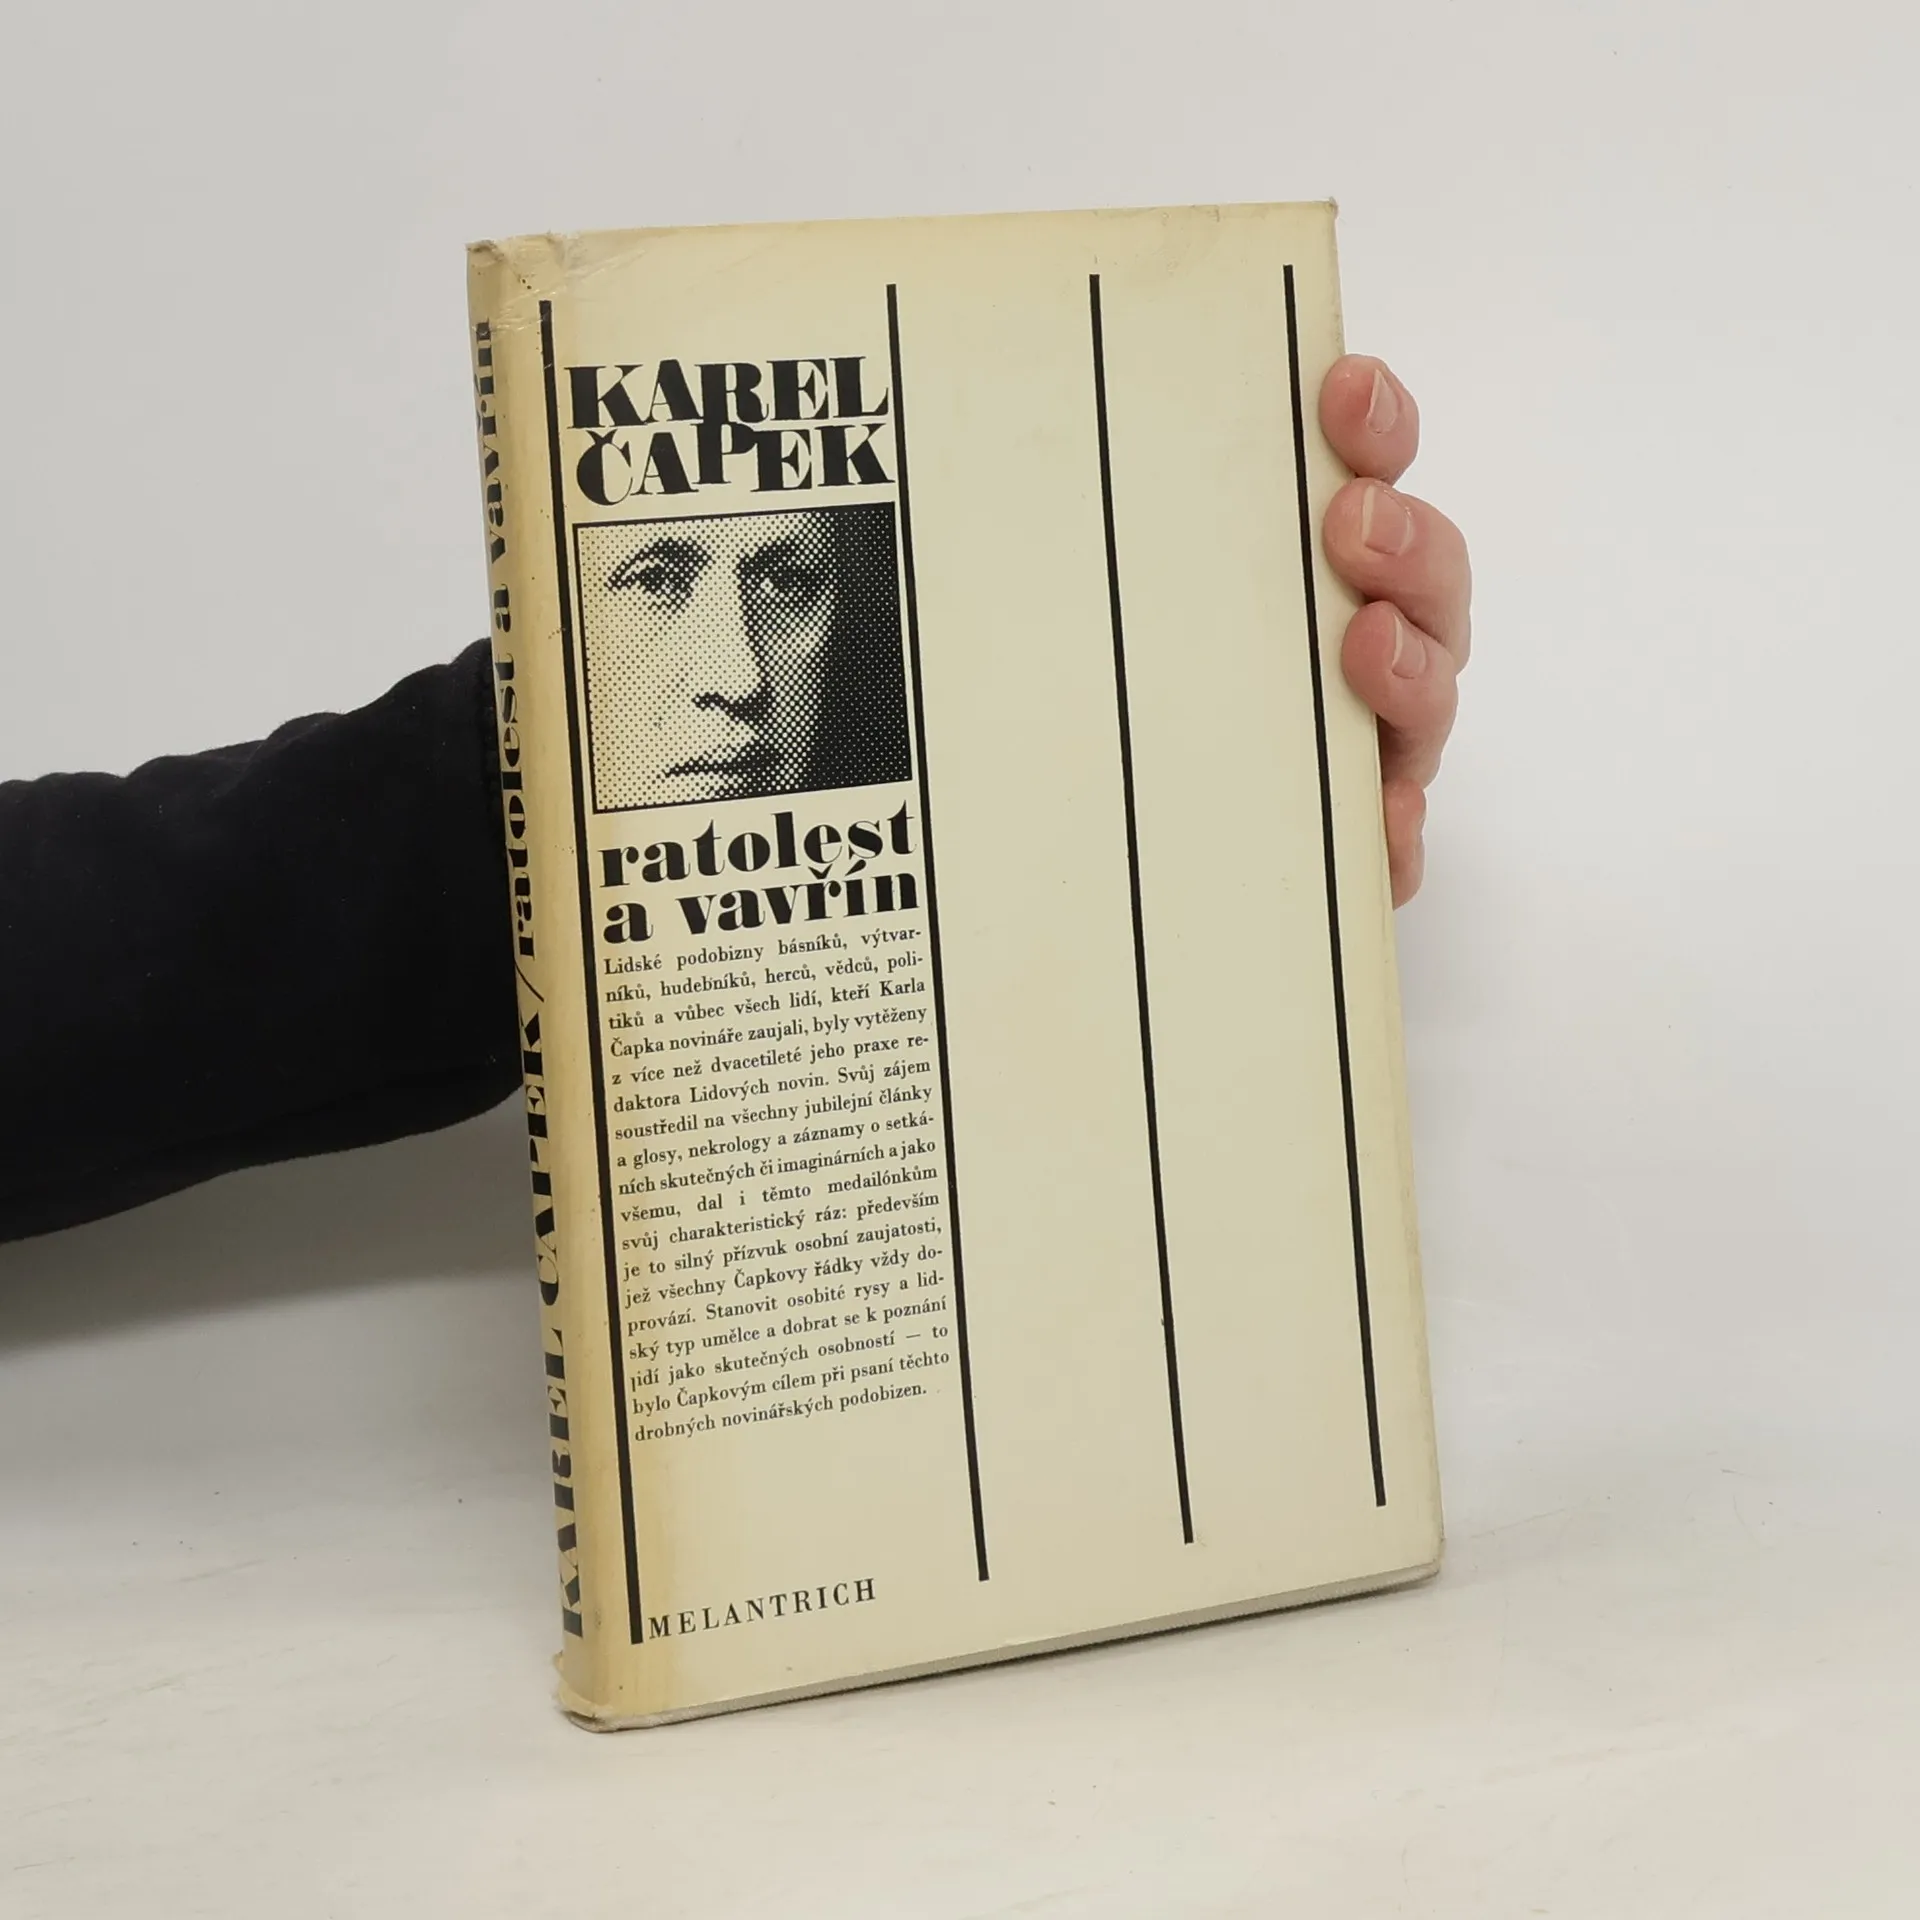 KAREL ČAPEK/ratolest a vavřín
KAREL
ČAPEK
ratolest
a vavřín
Lidské podobizny básníků, výtvar-
níků, hudebníků, herců, vědců, poli-
tiků a vůbec všech lidí, kteří Karla
Čapka novináře zaujali, byly vytěženy
z více než dvacetileté jeho praxe re-
daktora Lidových novin. Svůj zájem
soustředil na všechny jubilejní články
a glosy, nekrology a záznamy o setká-
ních skutečných či imaginárních a jako
všemu, dal i těmto medailónkům
svůj charakteristický ráz: především
je to silný přízvuk osobní zaujatosti,
jež všechny Čapkovy řádky vždy do-
provází. Stanovit osobité rysy a lid-
ský typ umělce a dobrat se k poznání
lidí jako skutečných osobností — to
bylo Čapkovým cílem při psaní těchto
drobných novinářských podobizen.
MELANTRICH